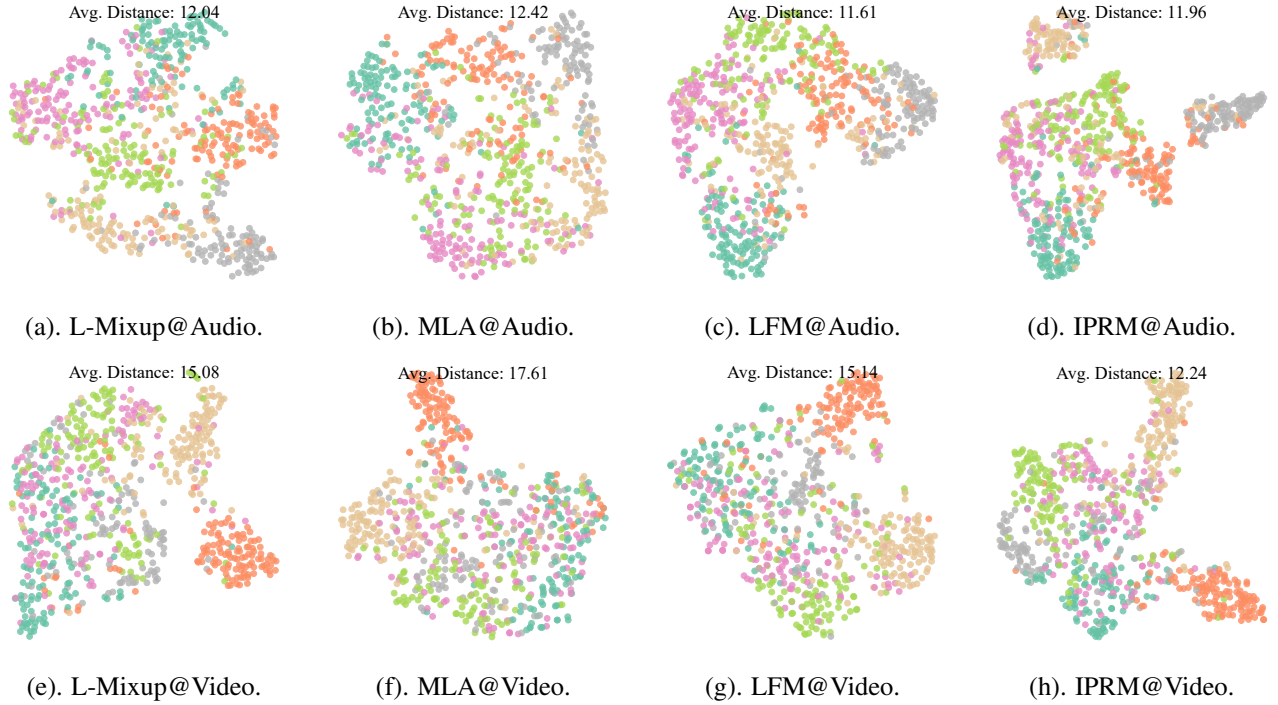 Avg. Distance: 12.04
Avg. Distance: 12.42
Avg. Distance: 11.61
Avg. Distance: 11.96
(a). L-Mixup@Audio.
(b). MLA@Audio.
(c). LFM@Audio.
(d). IPRM@Audio.
Avg. Distance: 15.08
Avg. Distance: 17.61
Avg. Distance: 15.14
Avg. Distance: 12.24
(e). L-Mixup@Video.
(f). MLA@Video.
(g). LFM@Video.
(h). IPRM@Video.